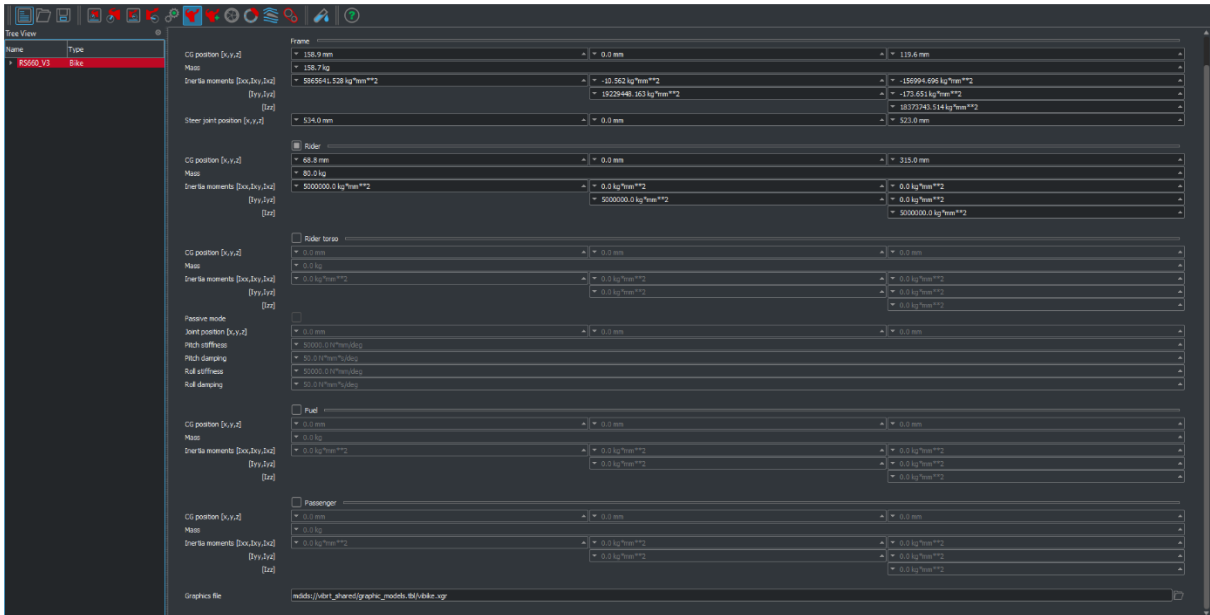 Tree View
Name Type
RS660_V3 Bike
Frame
CG position [x,y,z] 158.9 mm 0.0 mm 119.6 mm
Mass 158.7 kg
Inertia moments [Ixx,Ixy,Ixz] 5865641.528 kg*mm**2 -10.562 kg*mm**2 -156994.696 kg*mm**2
[Iyy,Iyz] 19229448.163 kg*mm**2 -173.651 kg*mm**2
[Izz] 18373743.514 kg*mm**2
Steer joint position [x,y,z] 534.0 mm 0.0 mm 523.0 mm
Rider
CG position [x,y,z] 68.8 mm 0.0 mm 315.0 mm
Mass 80.0 kg
Inertia moments [Ixx,Ixy,Ixz] 5000000.0 kg*mm**2 0.0 kg*mm**2 0.0 kg*mm**2
[Iyy,Iyz] 5000000.0 kg*mm**2 0.0 kg*mm**2
[Izz] 5000000.0 kg*mm**2
Rider torso
CG position [x,y,z] 0.0 mm 0.0 mm 0.0 mm
Mass 0.0 kg
Inertia moments [Ixx,Ixy,Ixz] 0.0 kg*mm**2 0.0 kg*mm**2 0.0 kg*mm**2
[Iyy,Iyz] 0.0 kg*mm**2 0.0 kg*mm**2
[Izz] 0.0 kg*mm**2
Passive mode
Joint position [x,y,z] 0.0 mm 0.0 mm 0.0 mm
Pitch stiffness 50000.0 N*mm/deg
Pitch damping 50.0 N*mm*s/deg
Roll stiffness 50000.0 N*mm/deg
Roll damping 50.0 N*mm*s/deg
Fuel
CG position [x,y,z] 0.0 mm 0.0 mm 0.0 mm
Mass 0.0 kg
Inertia moments [Ixx,Ixy,Ixz] 0.0 kg*mm**2 0.0 kg*mm**2 0.0 kg*mm**2
[Iyy,Iyz] 0.0 kg*mm**2 0.0 kg*mm**2
[Izz] 0.0 kg*mm**2
Passenger
CG position [x,y,z] 0.0 mm 0.0 mm 0.0 mm
Mass 0.0 kg
Inertia moments [Ixx,Ixy,Ixz] 0.0 kg*mm**2 0.0 kg*mm**2 0.0 kg*mm**2
[Iyy,Iyz] 0.0 kg*mm**2 0.0 kg*mm**2
[Izz] 0.0 kg*mm**2
Graphics file mdids://vibrt_shared/graphic_models.tbl/vibike.xgr